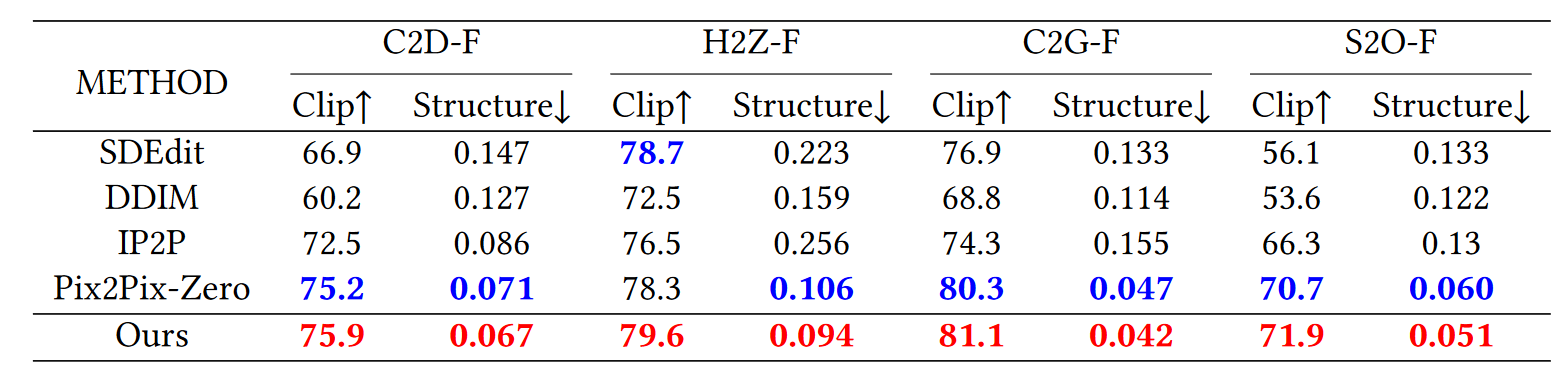 METHOD C2D-F H2Z-F C2G-F S2O-F
Clip↑ Structure↓ Clip↑ Structure↓ Clip↑ Structure↓ Clip↑ Structure↓
SDEdit 66.9 0.147 78.7 0.223 76.9 0.133 56.1 0.133
DDIM 60.2 0.127 72.5 0.159 68.8 0.114 53.6 0.122
IP2P 72.5 0.086 76.5 0.256 74.3 0.155 66.3 0.13
Pix2Pix-Zero 75.2 0.071 78.3 0.106 80.3 0.047 70.7 0.060
Ours 75.9 0.067 79.6 0.094 81.1 0.042 71.9 0.051